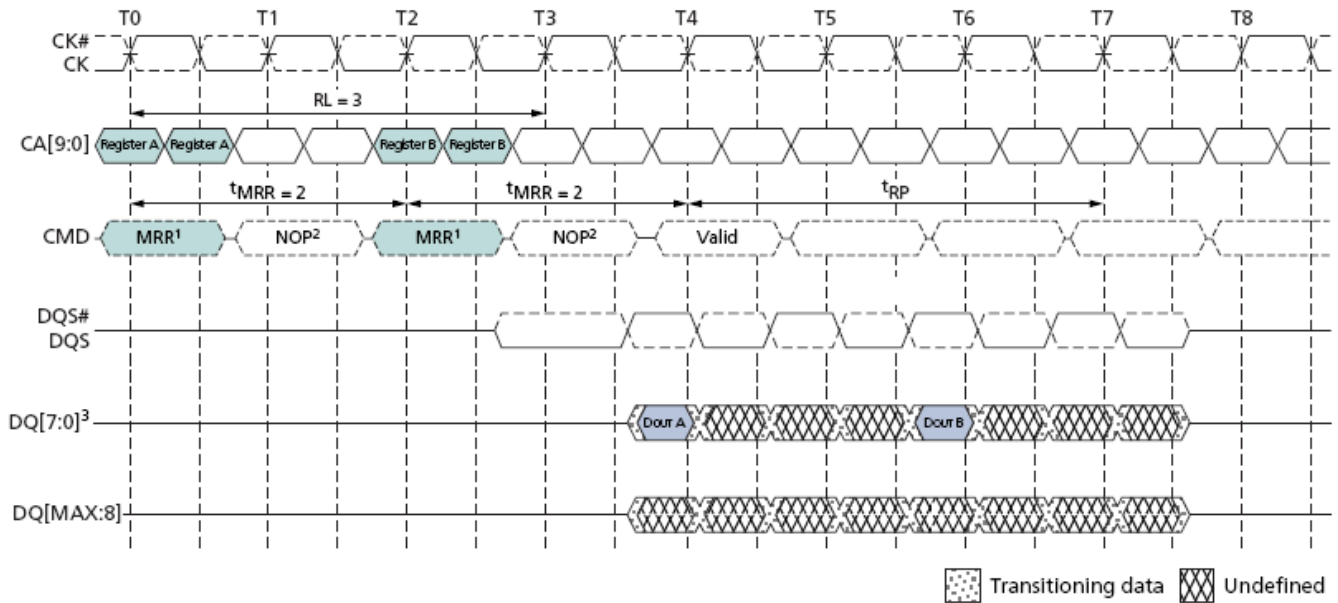 T0 T1 T2 T3 T4 T5 T6 T7 T8
CK#
CK
RL = 3
CA[9:0] Register A Register A Register B Register B
tMRR = 2 tMRR = 2 tRP
CMD MRR¹ NOP² MRR¹ NOP² Valid
DQS#
DQS
DQ[7:0]³ DOUT A DOUT B
DQ[MAX:8]
Transitioning data Undefined